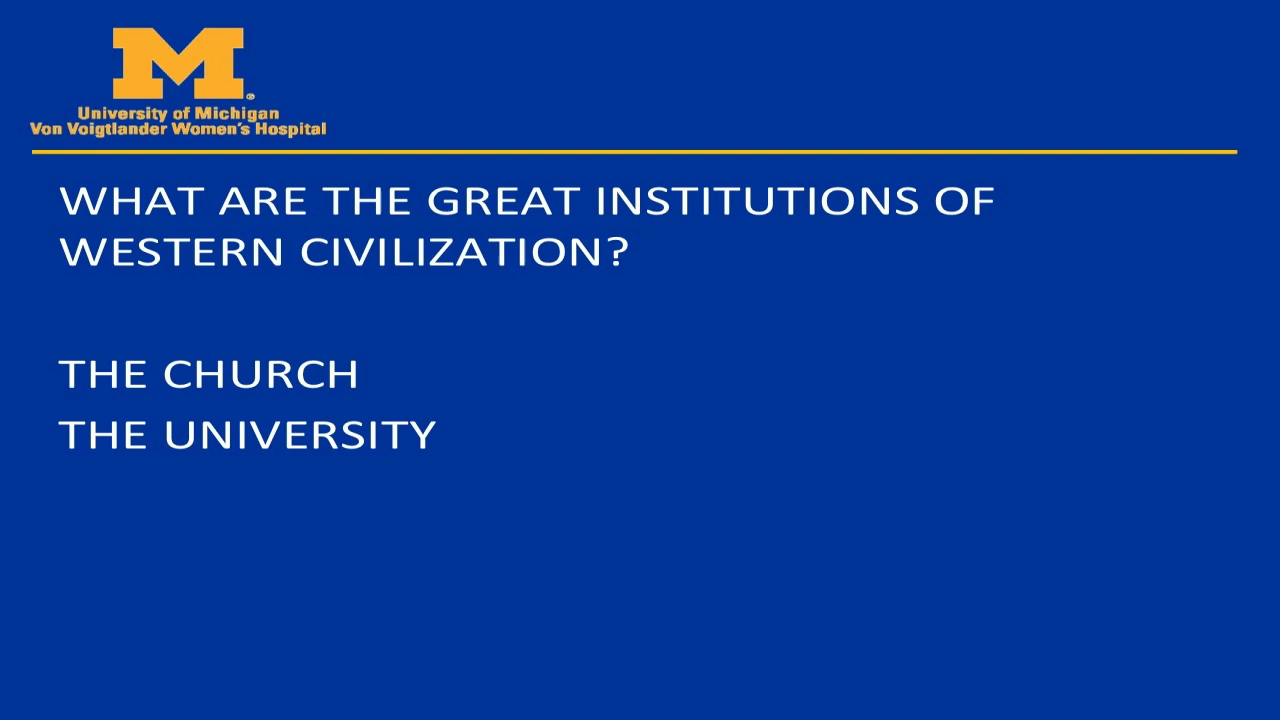 M®
University of Michigan
Von Voigtlander Women's Hospital
WHAT ARE THE GREAT INSTITUTIONS OF
WESTERN CIVILIZATION?
THE CHURCH
THE UNIVERSITY